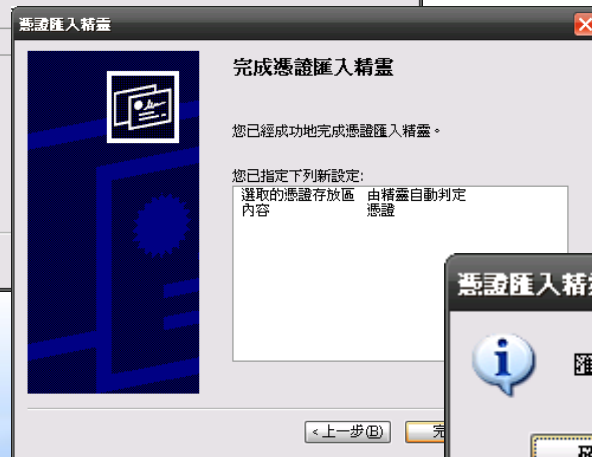 憑證匯入精靈
完成憑證匯入精靈
您已經成功地完成憑證匯入精靈。
您已指定下列新設定:
選取的憑證存放區 由精靈自動判定
內容 憑證
憑證匯入精
匯
<上一步(B)
完